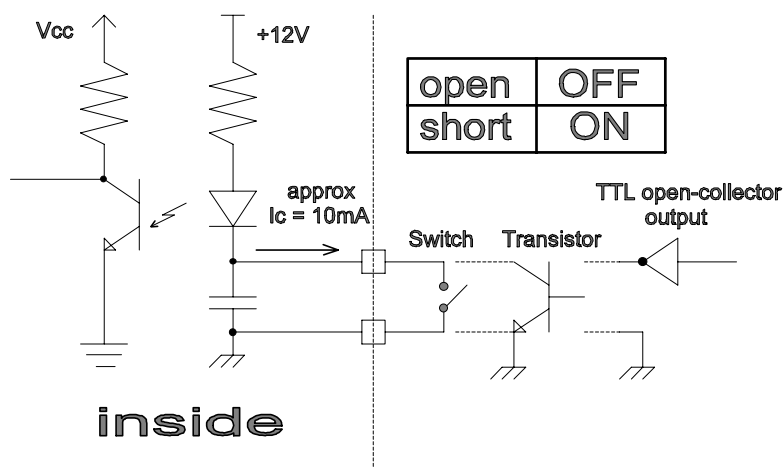 Vcc
+12V
open OFF
short ON
approx
Ic = 10mA
TTL open-collector
output
Switch
Transistor
inside